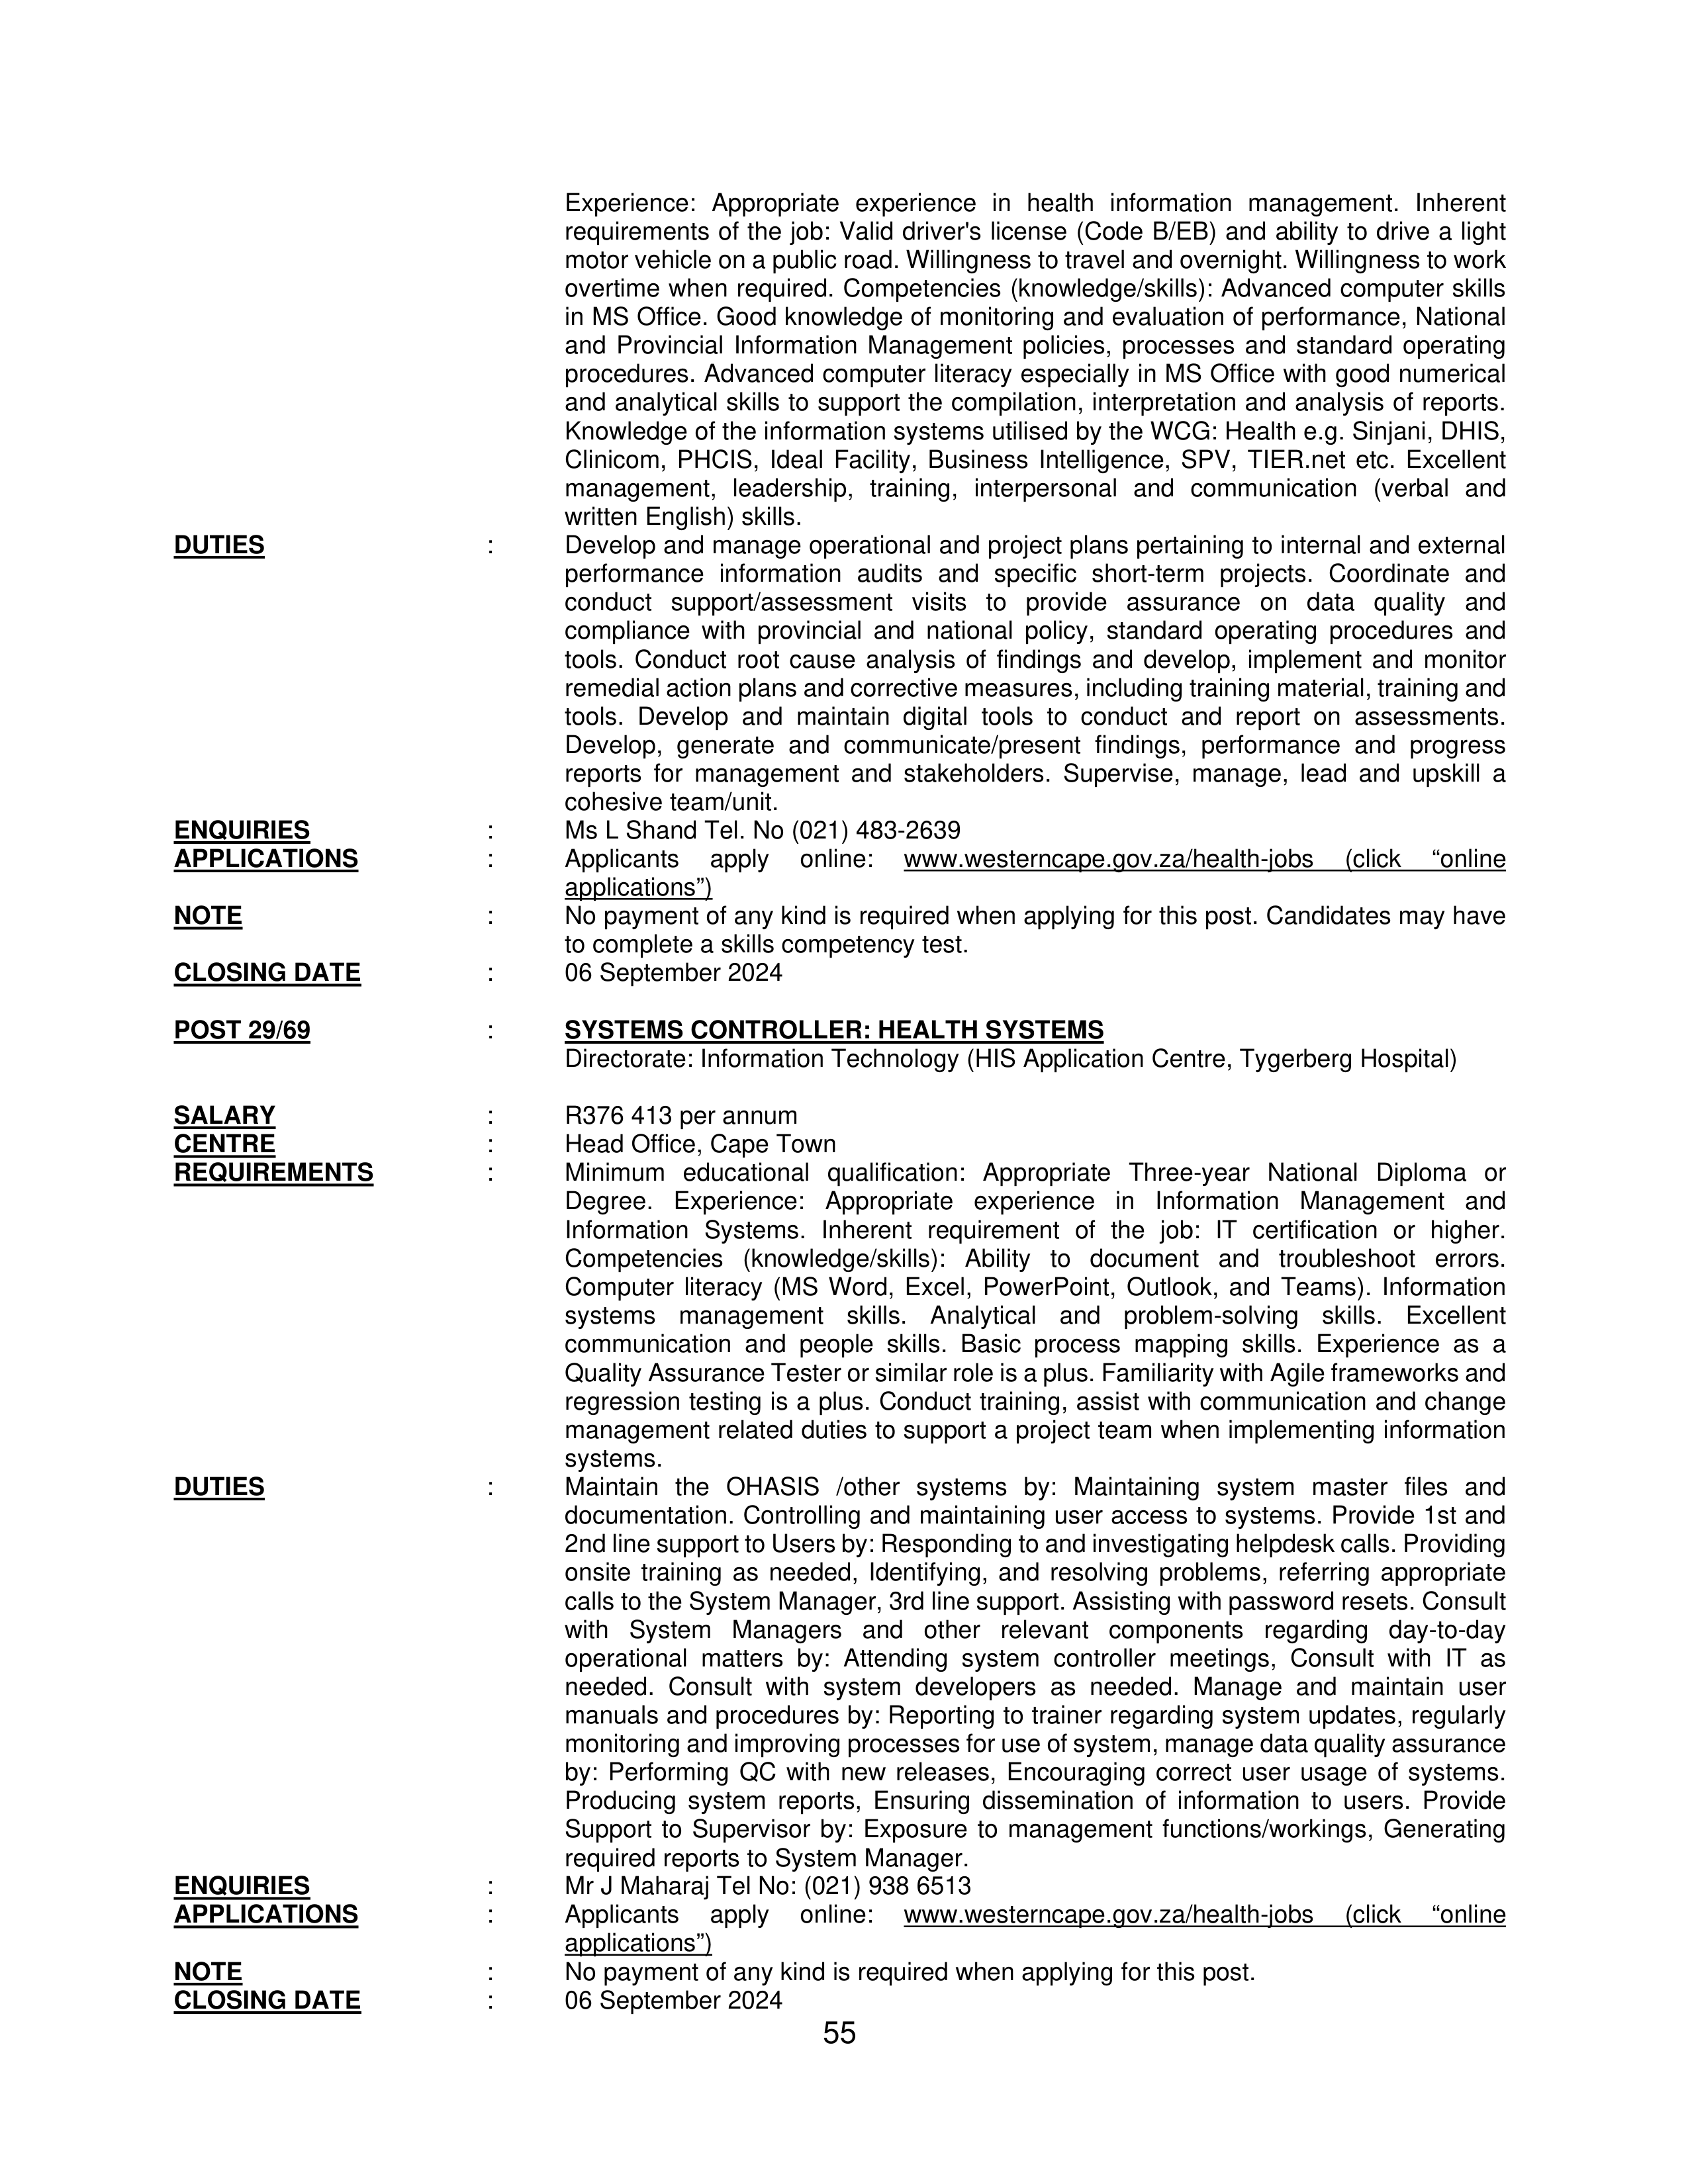 Experience: Appropriate experience in health information management. Inherent
requirements of the job: Valid driver's license (Code B/EB) and ability to drive a light
motor vehicle on a public road. Willingness to travel and overnight. Willingness to work
overtime when required. Competencies (knowledge/skills): Advanced computer skills
in MS Office. Good knowledge of monitoring and evaluation of performance, National
and Provincial Information Management policies, processes and standard operating
procedures. Advanced computer literacy especially in MS Office with good numerical
and analytical skills to support the compilation, interpretation and analysis of reports.
Knowledge of the information systems utilised by the WCG: Health e.g. Sinjani, DHIS,
Clinicom, PHCIS, Ideal Facility, Business Intelligence, SPV, TIER.net etc. Excellent
management, leadership, training, interpersonal and communication (verbal and
written English) skills.
DUTIES : Develop and manage operational and project plans pertaining to internal and external
performance information audits and specific short-term projects. Coordinate and
conduct support/assessment visits to provide assurance on data quality and
compliance with provincial and national policy, standard operating procedures and
tools. Conduct root cause analysis of findings and develop, implement and monitor
remedial action plans and corrective measures, including training material, training and
tools. Develop and maintain digital tools to conduct and report on assessments.
Develop, generate and communicate/present findings, performance and progress
reports for management and stakeholders. Supervise, manage, lead and upskill a
cohesive team/unit.
ENQUIRIES : Ms L Shand Tel. No (021) 483-2639
APPLICATIONS : Applicants apply online: www.westerncape.gov.za/health-jobs (click “online
applications”)
NOTE : No payment of any kind is required when applying for this post. Candidates may have
to complete a skills competency test.
CLOSING DATE : 06 September 2024
POST 29/69 : SYSTEMS CONTROLLER: HEALTH SYSTEMS
Directorate: Information Technology (HIS Application Centre, Tygerberg Hospital)
SALARY : R376 413 per annum
CENTRE : Head Office, Cape Town
REQUIREMENTS : Minimum educational qualification: Appropriate Three-year National Diploma or
Degree. Experience: Appropriate experience in Information Management and
Information Systems. Inherent requirement of the job: IT certification or higher.
Competencies (knowledge/skills): Ability to document and troubleshoot errors.
Computer literacy (MS Word, Excel, PowerPoint, Outlook, and Teams). Information
systems management skills. Analytical and problem-solving skills. Excellent
communication and people skills. Basic process mapping skills. Experience as a
Quality Assurance Tester or similar role is a plus. Familiarity with Agile frameworks and
regression testing is a plus. Conduct training, assist with communication and change
management related duties to support a project team when implementing information
systems.
DUTIES : Maintain the OHASIS /other systems by: Maintaining system master files and
documentation. Controlling and maintaining user access to systems. Provide 1st and
2nd line support to Users by: Responding to and investigating helpdesk calls. Providing
onsite training as needed, Identifying, and resolving problems, referring appropriate
calls to the System Manager, 3rd line support. Assisting with password resets. Consult
with System Managers and other relevant components regarding day-to-day
operational matters by: Attending system controller meetings, Consult with IT as
needed. Consult with system developers as needed. Manage and maintain user
manuals and procedures by: Reporting to trainer regarding system updates, regularly
monitoring and improving processes for use of system, manage data quality assurance
by: Performing QC with new releases, Encouraging correct user usage of systems.
Producing system reports, Ensuring dissemination of information to users. Provide
Support to Supervisor by: Exposure to management functions/workings, Generating
required reports to System Manager.
ENQUIRIES : Mr J Maharaj Tel No: (021) 938 6513
APPLICATIONS : Applicants apply online: www.westerncape.gov.za/health-jobs (click “online
applications”)
NOTE : No payment of any kind is required when applying for this post.
CLOSING DATE : 06 September 2024
55